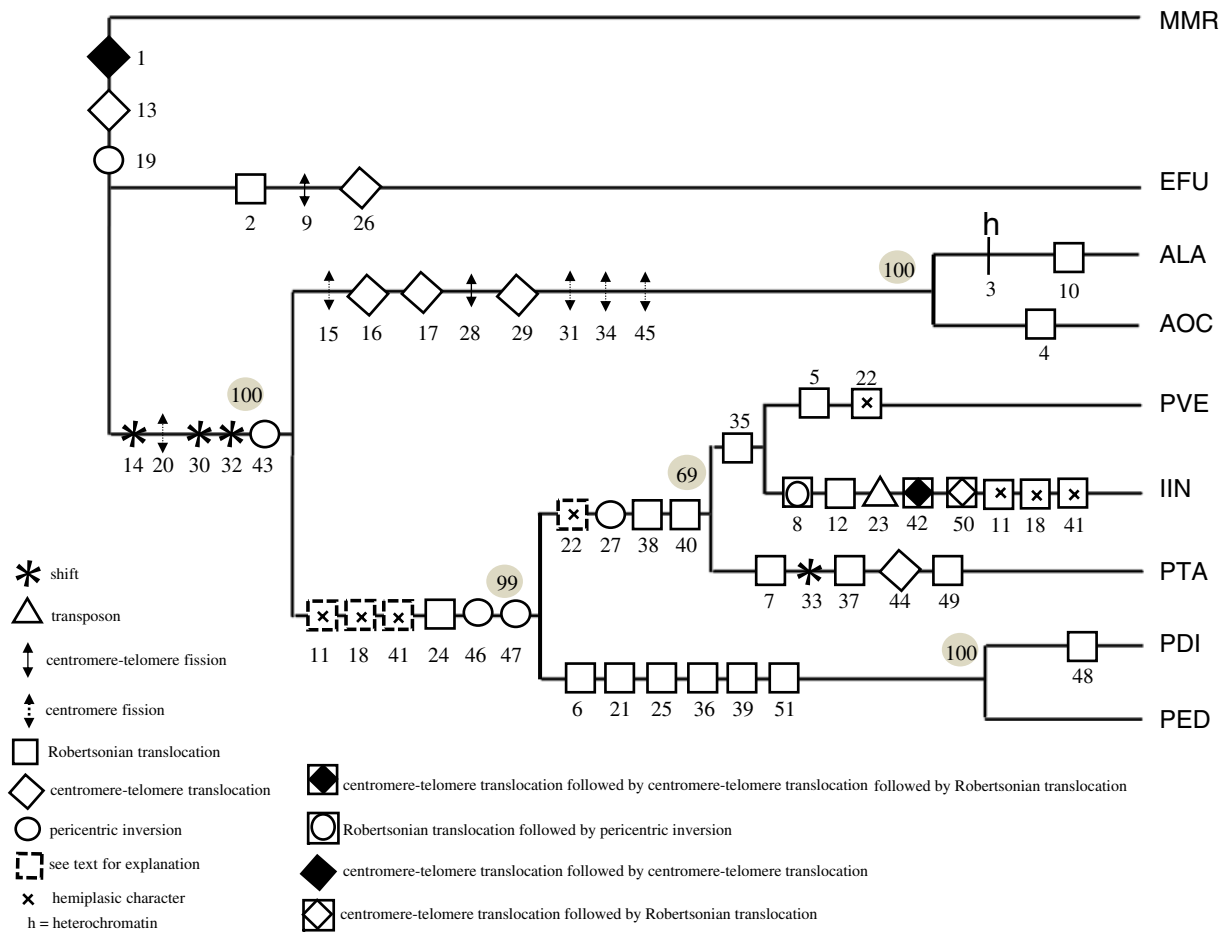 MMR
1
13
19
EFU
2 9 26
h
ALA
100
3 10
AOC
15 16 17 28 29 31 34 45
4
5 22
PVE
100
35
14 20 30 32 43
69
IIN
8 12 23 42 50 11 18 41
22 27 38 40
PTA
7 33 37 44 49
99
11 18 41 24 46 47
100
PDI
48
6 21 25 36 39 51
PED
shift
transposon
centromere-telomere fission
centromere fission
Robertsonian translocation
centromere-telomere translocation
pericentric inversion
see text for explanation
hemiplasic character
h = heterochromatin
centromere-telomere translocation followed by centromere-telomere translocation followed by Robertsonian translocation
Robertsonian translocation followed by pericentric inversion
centromere-telomere translocation followed by centromere-telomere translocation
centromere-telomere translocation followed by Robertsonian translocation